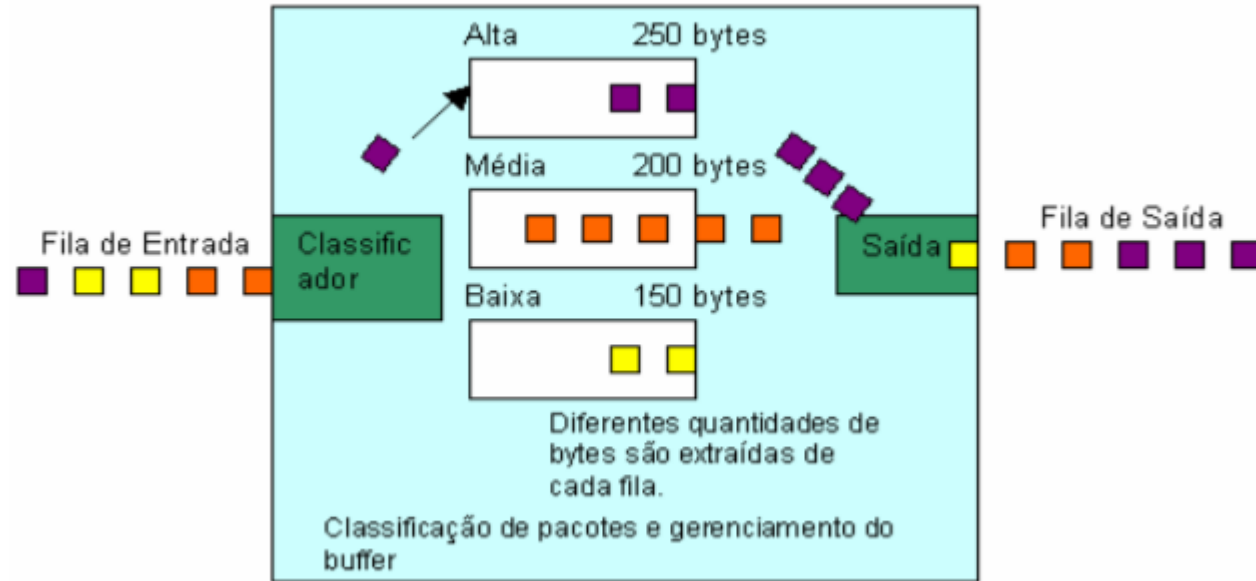 Alta 250 bytes
Média 200 bytes
Fila de Entrada
Classific
ador
Saída
Fila de Saída
Baixa 150 bytes
Diferentes quantidades de
bytes são extraídas de
cada fila.
Classificação de pacotes e gerenciamento do
buffer